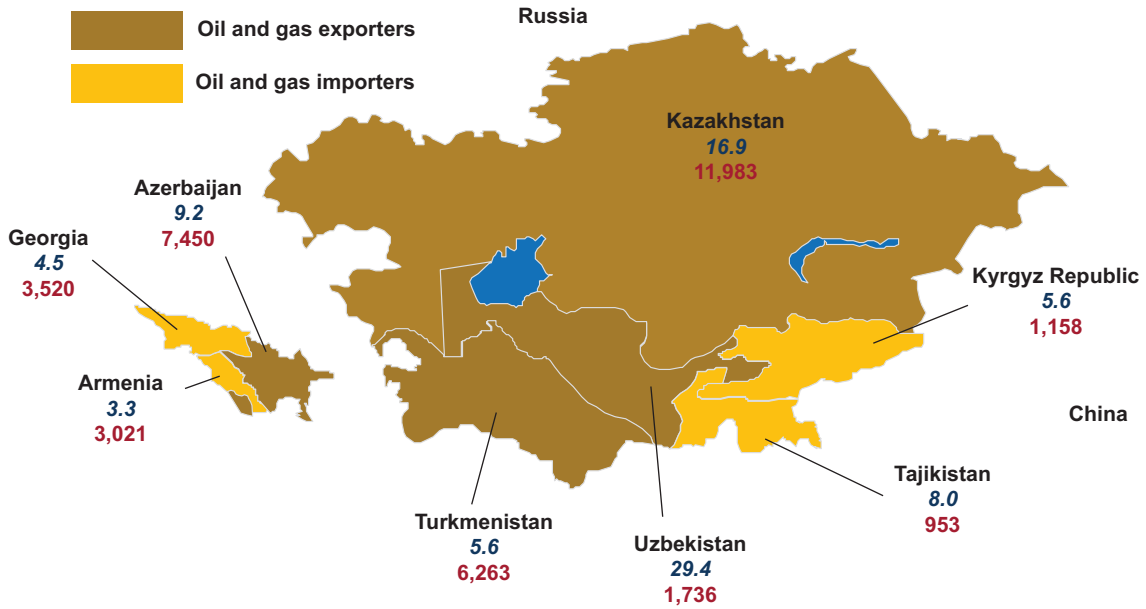 Russia
Oil and gas exporters
Oil and gas importers
Kazakhstan
16.9
11,983
Azerbaijan
9.2
7,450
Georgia
4.5
3,520
Kyrgyz Republic
5.6
1,158
Armenia
3.3
3,021
China
Tajikistan
8.0
953
Turkmenistan
5.6
6,263
Uzbekistan
29.4
1,736